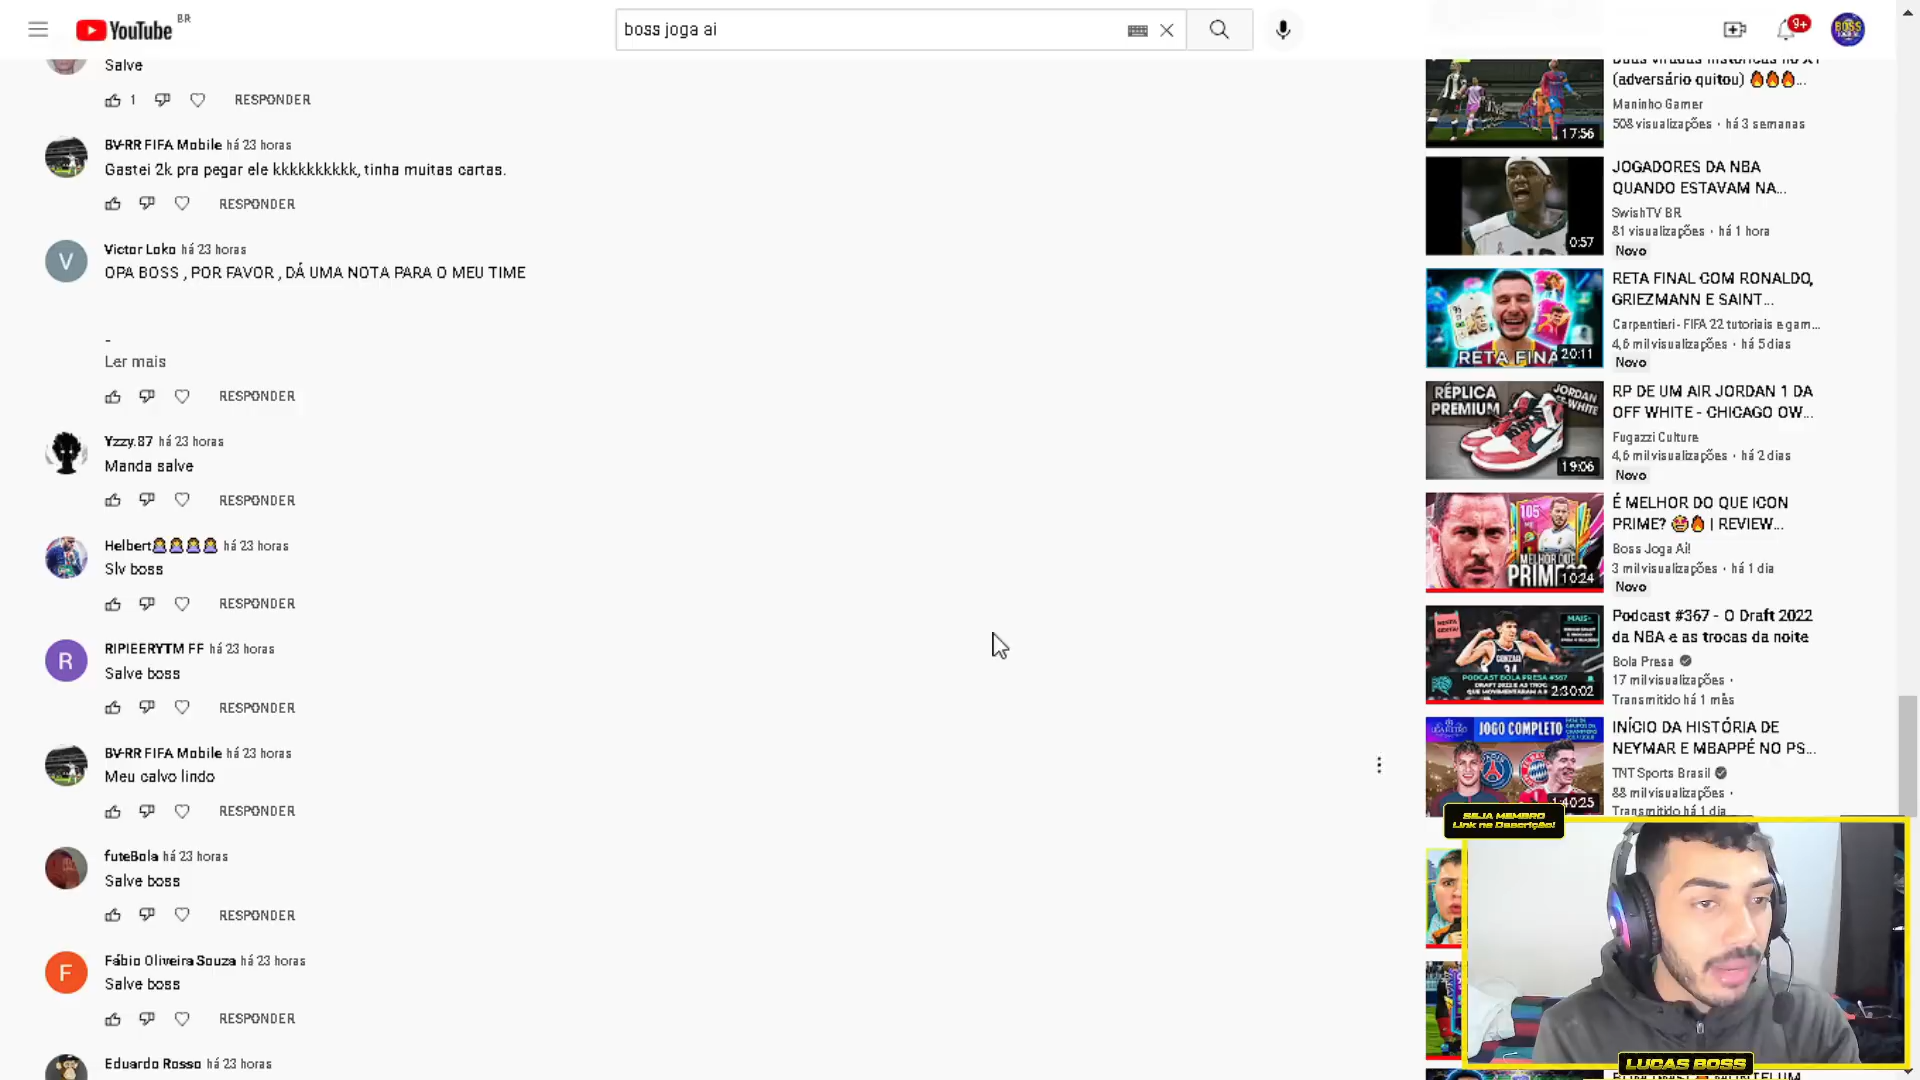 YouTube BR
boss joga ai
9+
Salve
1 RESPONDER
BV-RR FIFA Mobile há 23 horas
Gastei 2k pra pegar ele kkkkkkkkkk, tinha muitas cartas.
RESPONDER
Victor Loko há 23 horas
OPA BOSS , POR FAVOR , DÁ UMA NOTA PARA O MEU TIME
-
Ler mais
RESPONDER
Yzzy.87 há 23 horas
Manda salve
RESPONDER
Helbert há 23 horas
Slv boss
RESPONDER
RIPIEERYTM FF há 23 horas
Salve boss
RESPONDER
BV-RR FIFA Mobile há 23 horas
Meu calvo lindo
RESPONDER
futeBola há 23 horas
Salve boss
RESPONDER
Fábio Oliveira Souza há 23 horas
Salve boss
RESPONDER
Eduardo Rosso há 23 horas
Duas viradas históricas no X1
(adversário quitou) 🔥🔥🔥...
Maninho Gamer
508 visualizações • há 3 semanas
17:56
JOGADORES DA NBA
QUANDO ESTAVAM NA...
SwishTV BR
81 visualizações • há 1 hora
Novo
0:57
RETA FINAL COM RONALDO,
GRIEZMANN E SAINT...
Carpentieri - FIFA 22 tutoriais e gam...
4,6 mil visualizações • há 5 dias
Novo
RETA FINA
20:11
RP DE UM AIR JORDAN 1 DA
OFF WHITE - CHICAGO OW...
Fugazzi Culture
4,6 mil visualizações • há 2 dias
Novo
RÉPLICA
PREMIUM
JORDAN
19:06
É MELHOR DO QUE ICON
PRIME? 🤩🔥 | REVIEW...
Boss Joga Ai!
3 mil visualizações • há 1 dia
Novo
105
MELHOR QUE
PRIME
10:24
Podcast #367 - O Draft 2022
da NBA e as trocas da noite
Bola Presa
17 mil visualizações •
Transmitido há 1 mês
GONZAGA
34
PODCAST BOLA PRESA #367
2:30:02
INÍCIO DA HISTÓRIA DE
NEYMAR E MBAPPÉ NO PS...
TNT Sports Brasil
88 mil visualizações •
Transmitido há 1 dia
JOGO COMPLETO
1:40:25
SEJA MEMBRO
Link na Descrição!
LUCAS BOSS